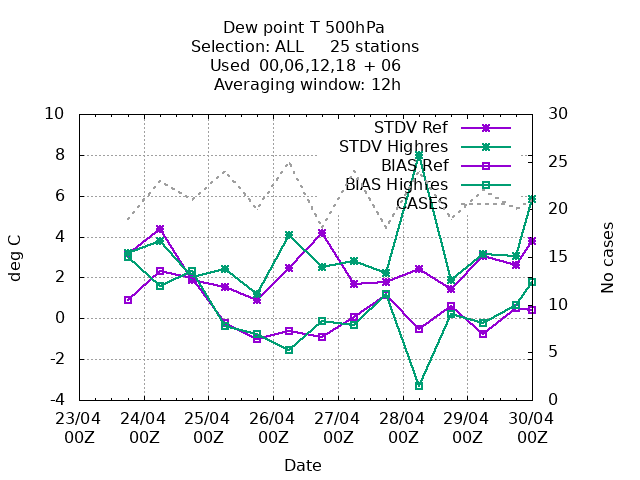 Dew point T 500hPa
Selection: ALL 25 stations
Used 00,06,12,18 + 06
Averaging window: 12h
10 30
STDV Ref
STDV Highres
8 25
BIAS Ref
BIAS Highres
6 20
CASES
4 15
2 10
0
-2 5
-4 0
deg C
No cases
23/04 24/04 25/04 26/04 27/04 28/04 29/04 30/04
00Z 00Z 00Z 00Z 00Z 00Z 00Z 00Z
Date